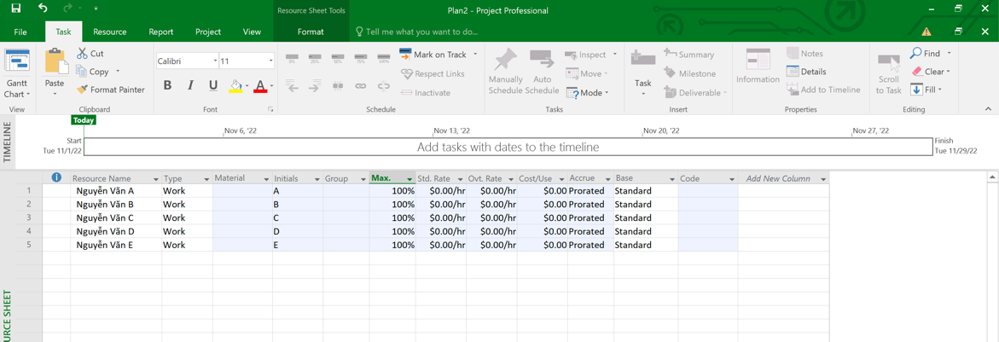 Resource Sheet Tools
Plan2 - Project Professional
File Task Resource Report Project View Format Tell me what you want to do...
Gantt Chart
View
Paste
Cut
Copy
Format Painter
Clipboard
Calibri 11
B I U A
Font
0% 25% 50% 75% 100%
Mark on Track
Respect Links
Inactivate
Schedule
Manually Schedule
Auto Schedule
Inspect
Move
Mode
Tasks
Task
Summary
Milestone
Deliverable
Insert
Information
Notes
Details
Add to Timeline
Properties
Scroll to Task
Find
Clear
Fill
Editing
TIMELINE
Today
Nov 6, '22 Nov 13, '22 Nov 20, '22 Nov 27, '22
Start
Tue 11/1/22
Add tasks with dates to the timeline
Finish
Tue 11/29/22
Resource Name Type Material Initials Group Max. Std. Rate Ovt. Rate Cost/Use Accrue Base Code Add New Column
1 Nguyễn Văn A Work A 100% $0.00/hr $0.00/hr $0.00 Prorated Standard
2 Nguyễn Văn B Work B 100% $0.00/hr $0.00/hr $0.00 Prorated Standard
3 Nguyễn Văn C Work C 100% $0.00/hr $0.00/hr $0.00 Prorated Standard
4 Nguyễn Văn D Work D 100% $0.00/hr $0.00/hr $0.00 Prorated Standard
5 Nguyễn Văn E Work E 100% $0.00/hr $0.00/hr $0.00 Prorated Standard
URCE SHEET